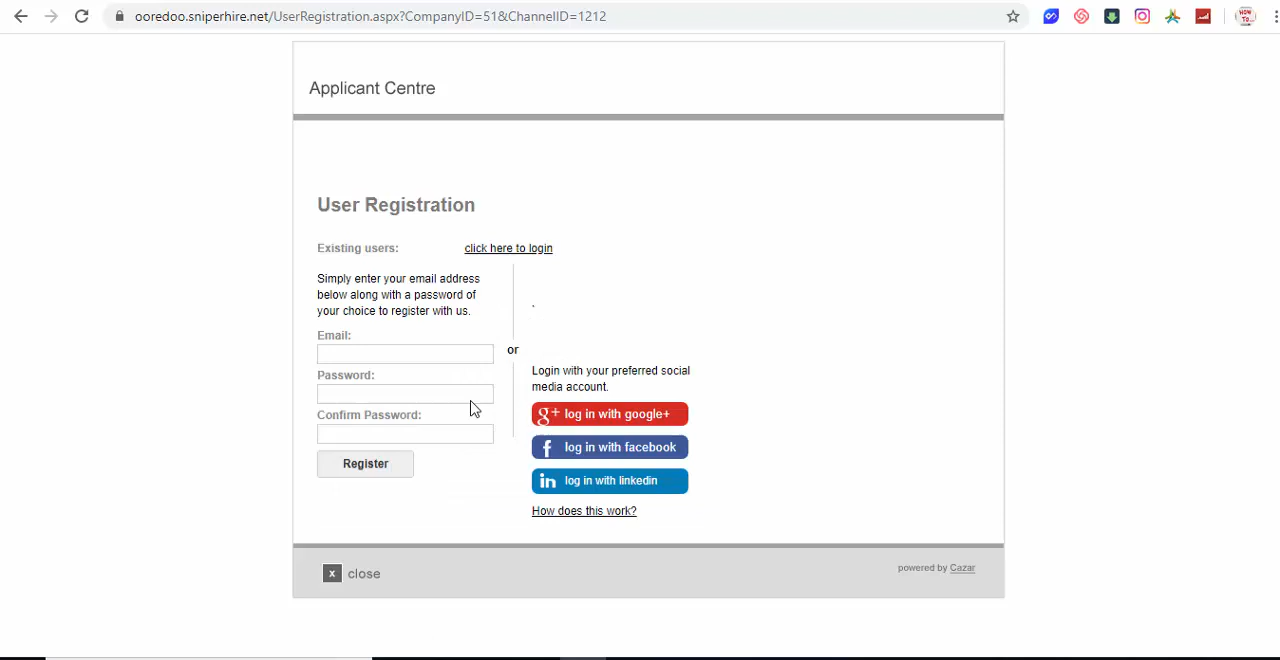 ooredoo.sniperhire.net/UserRegistration.aspx?CompanyID=51&ChannelID=1212
HOW TO..
Applicant Centre
User Registration
Existing users: click here to login
Simply enter your email address
below along with a password of
your choice to register with us.
Email:
Password:
Confirm Password:
Register
or
Login with your preferred social
media account.
g+ log in with google+
f log in with facebook
in log in with linkedin
How does this work?
x close
powered by Cazar